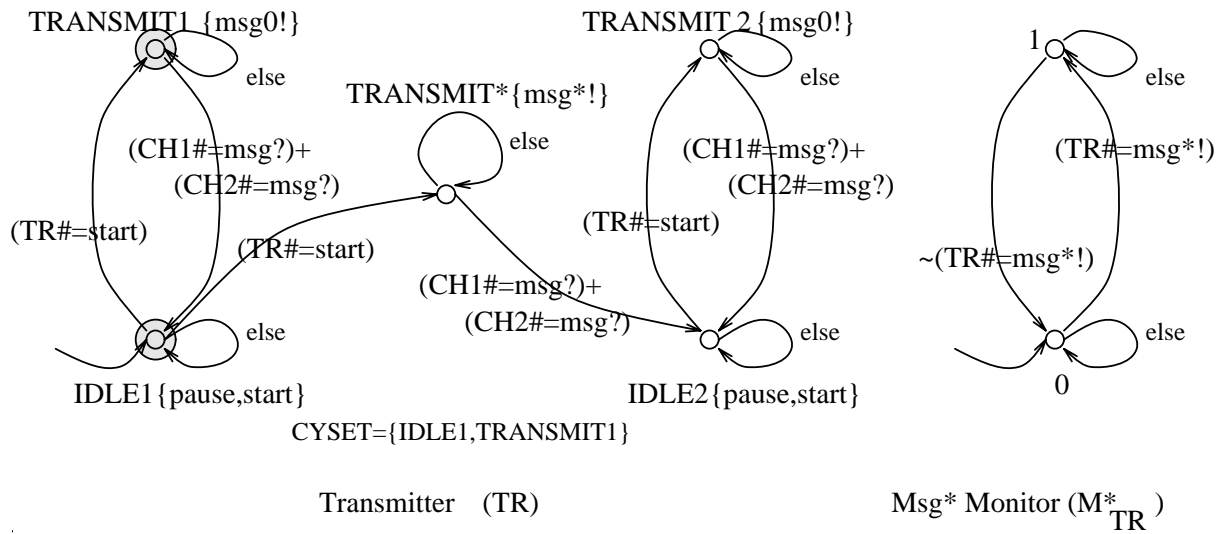 TRANSMIT1 {msg0!}
TRANSMIT 2 {msg0!}
1
else
else
else
TRANSMIT* {msg*!}
else
(CH1#=msg?)+
(CH2#=msg?)
(CH1#=msg?)+
(CH2#=msg?)
(TR#=msg*!)
(TR#=start)
(TR#=start)
(TR#=start)
~(TR#=msg*!)
(CH1#=msg?)+
(CH2#=msg?)
else
else
else
IDLE1{pause,start}
IDLE2{pause,start}
0
CYSET={IDLE1,TRANSMIT1}
Transmitter (TR)
Msg* Monitor (M*TR )